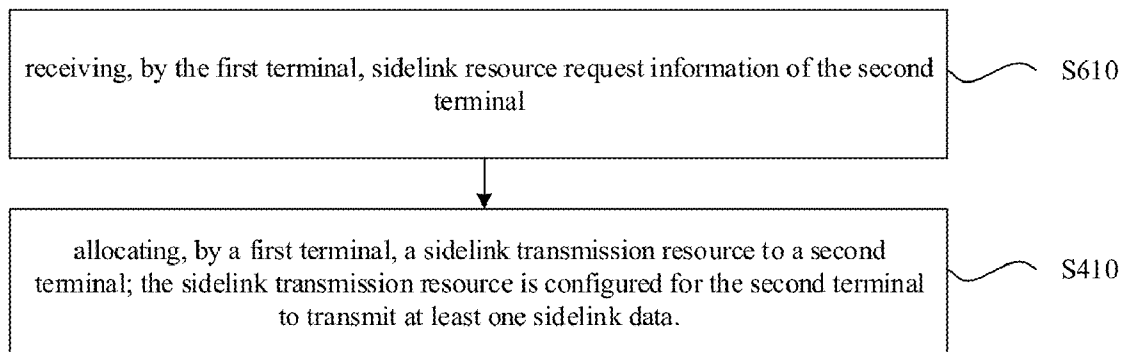 receiving, by the first terminal, sidelink resource request information of the second
terminal
S610
allocating, by a first terminal, a sidelink transmission resource to a second
terminal; the sidelink transmission resource is configured for the second terminal
to transmit at least one sidelink data.
S410